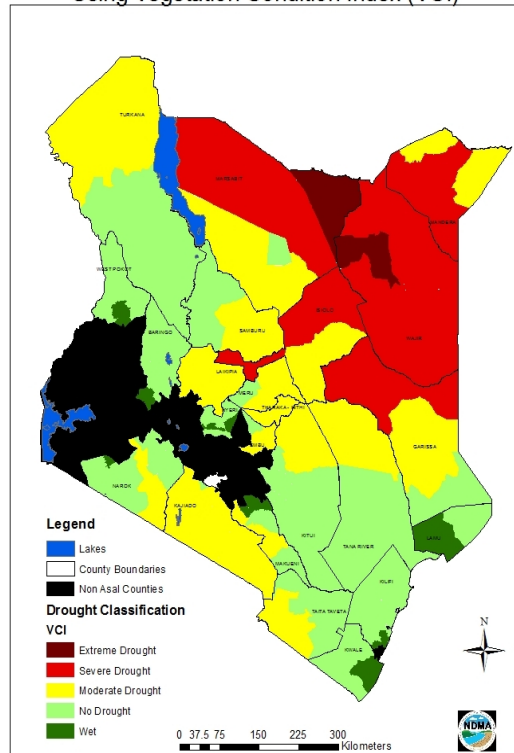 Using Vegetation Condition Index (VCI)
TURKANA
MARSABIT
MANDERA
WEST POKOT
WAJIR
ISIOLO
BARINGO
SAMBURU
LAIKIPIA
MERU
NYERI
THARAKA - NITHI
EMBU
GARISSA
NAROK
KAJIADO
KITUI
TANA RIVER
LAMU
MAKUENI
KILIFI
TAITA TAVETA
KWALE
Legend
Lakes
County Boundaries
Non Asal Counties
Drought Classification
VCI
Extreme Drought
Severe Drought
Moderate Drought
No Drought
Wet
N
0 37.5 75 150 225 300
Kilometers
NDMA